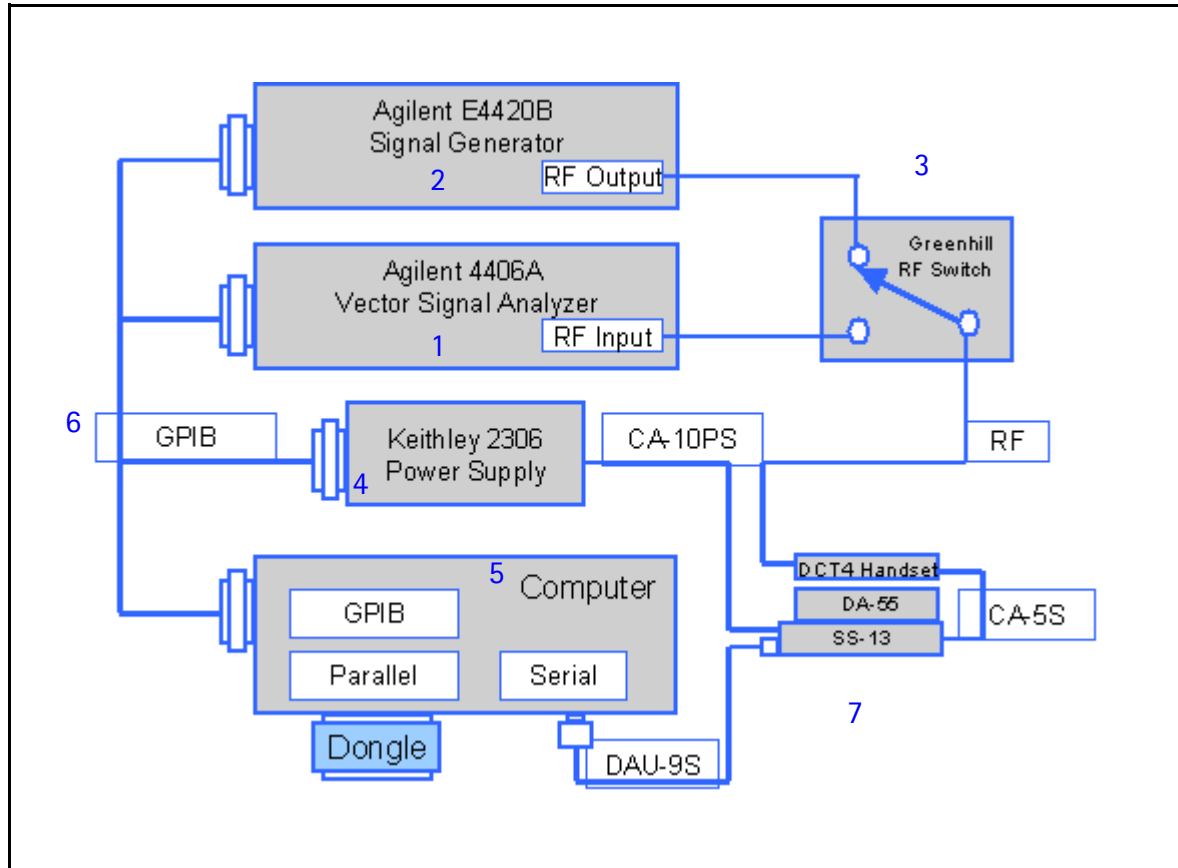 Agilent E4420B
Signal Generator
2
RF Output
3
Greenhill
RF Switch
Agilent 4406A
Vector Signal Analyzer
1
RF Input
6
GPIB
Keithley 2306
Power Supply
4
CA-10PS
RF
5
Computer
GPIB
Parallel
Serial
Dongle
DAU-9S
DCT4 Handset
DA-55
SS-13
CA-5S
7